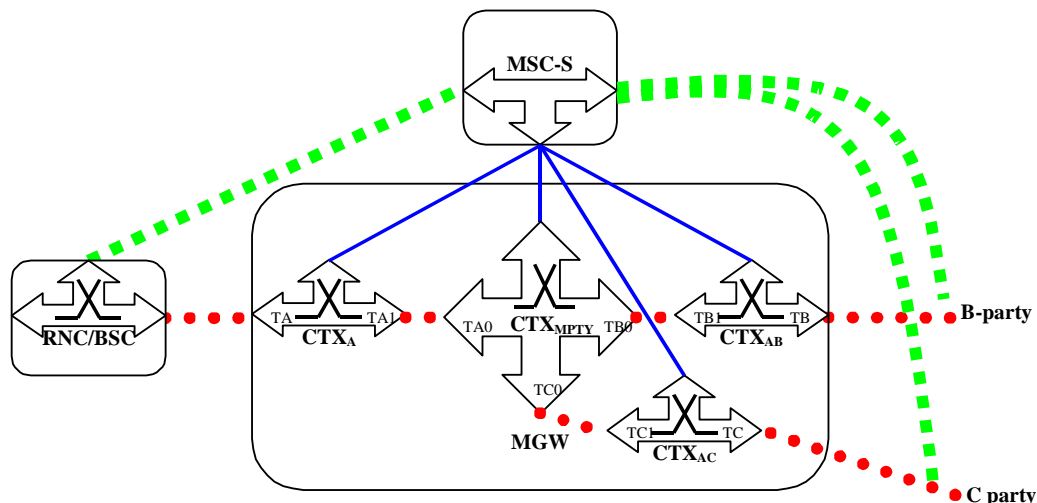 MSC-S
RNC/BSC
TA TA1
CTXA
TA0 CTXMPTY TB0
TC0
TB1 TB
CTXAB
B-party
MGW
TC1 TC
CTXAC
C party